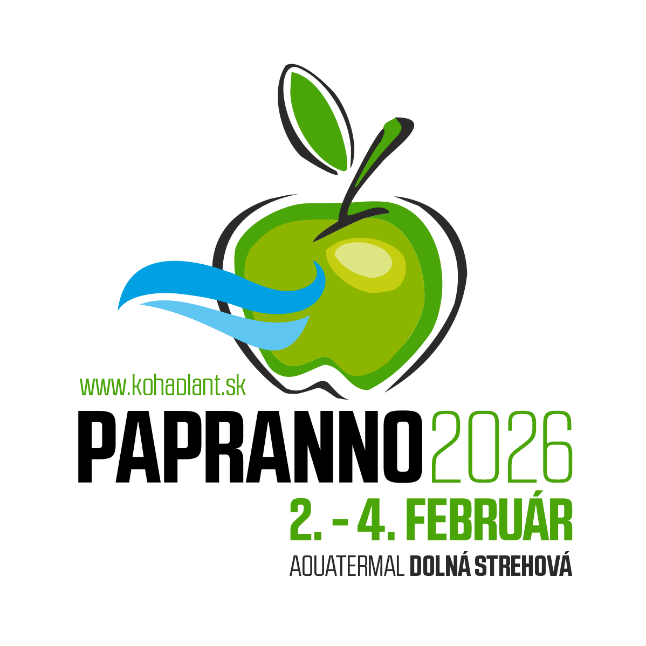 www.kohaplant.sk
PAPRANNO2026
2. - 4. FEBRUÁR
AQUATERMAL DOLNÁ STREHOVÁ